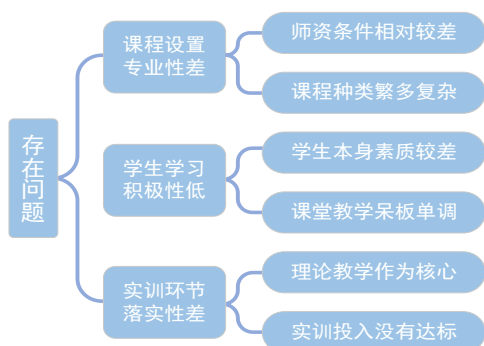 存在问题
课程设置
专业性差
师资条件相对较差
课程种类繁多复杂
学生学习
积极性低
学生本身素质较差
课堂教学呆板单调
实训环节
落实性差
理论教学作为核心
实训投入没有达标